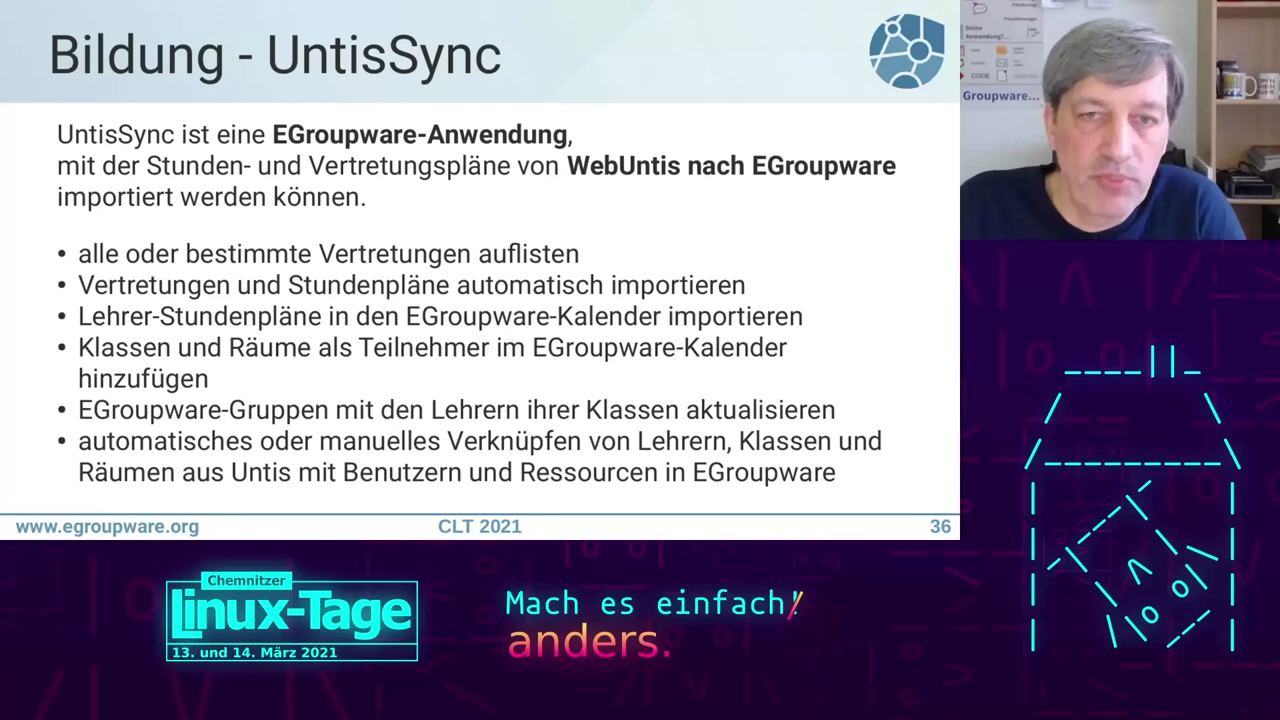 Bildung - UntisSync
UntisSync ist eine EGroupware-Anwendung,
mit der Stunden- und Vertretungspläne von WebUntis nach EGroupware
importiert werden können.
• alle oder bestimmte Vertretungen auflisten
• Vertretungen und Stundenpläne automatisch importieren
• Lehrer-Stundenpläne in den EGroupware-Kalender importieren
• Klassen und Räume als Teilnehmer im EGroupware-Kalender
hinzufügen
• EGroupware-Gruppen mit den Lehrern ihrer Klassen aktualisieren
• automatisches oder manuelles Verknüpfen von Lehrern, Klassen und
Räumen aus Untis mit Benutzern und Ressourcen in EGroupware
www.egroupware.org
CLT 2021
36
Deine
Anwendung?...
CODE:
Groupware...
Chemnitzer
Linux-Tage
13. und 14. März 2021
Mach es einfach!
anders.